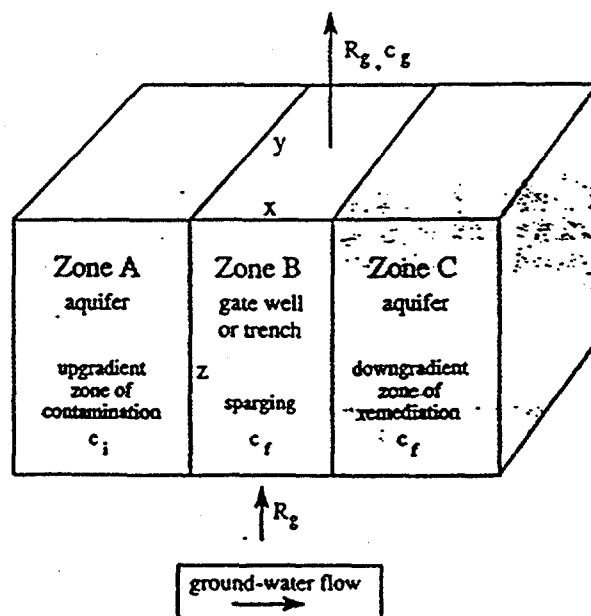 R_g, c_g
y
x
Zone A
aquifer
upgradient
zone of
contamination
c_i
Zone B
gate well
or trench
z
sparging
c_f
Zone C
aquifer
downgradient
zone of
remediation
c_f
R_g
ground-water flow